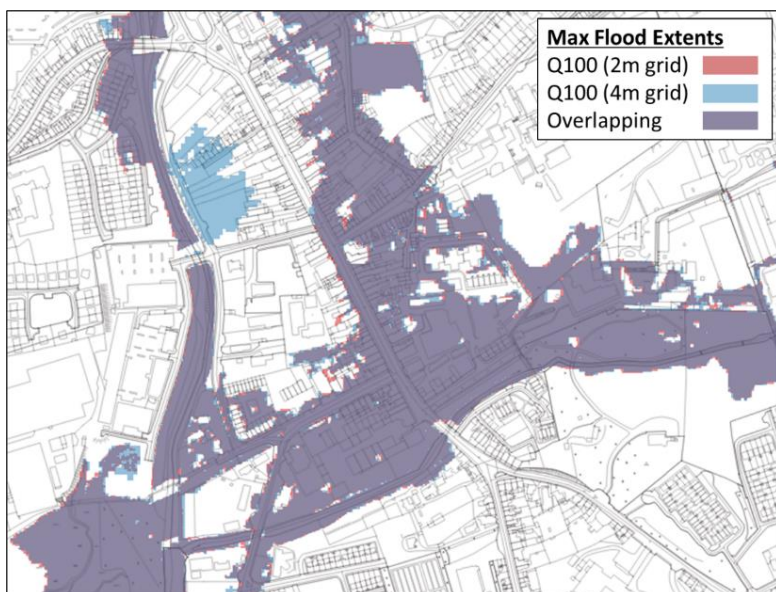 Max Flood Extents
Q100 (2m grid)
Q100 (4m grid)
Overlapping